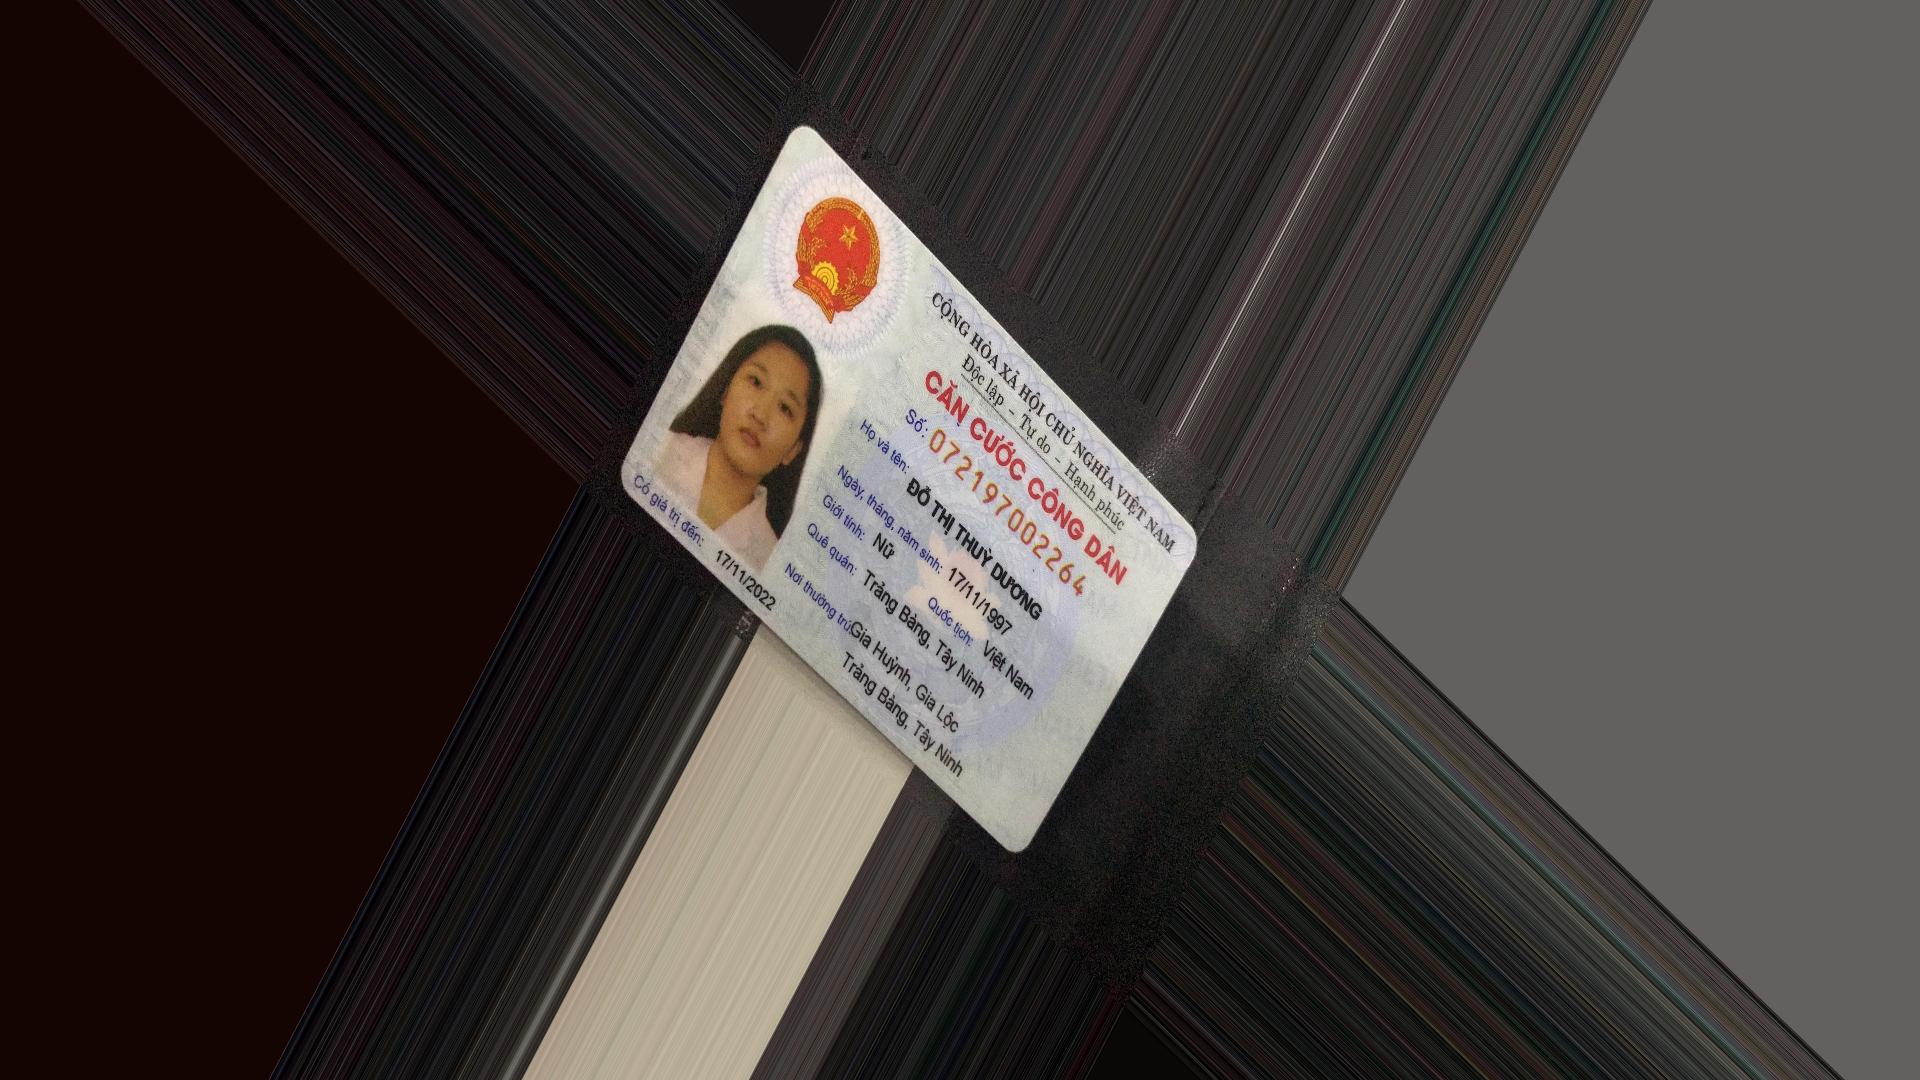 CỘNG HÒA XÃ HỘI CHỦ NGHĨA VIỆT NAM
Độc lập - Tự do - Hạnh phúc
CĂN CƯỚC CÔNG DÂN
Số: 072197002264
Họ và tên:
ĐỖ THỊ THUỲ DƯƠNG
Ngày, tháng, năm sinh: 17/11/1997
Giới tính: Nữ Quốc tịch: Việt Nam
Quê quán: Trảng Bàng, Tây Ninh
Nơi thường trú: Gia Huỳnh, Gia Lộc
Trảng Bàng, Tây Ninh
Có giá trị đến: 17/11/2022